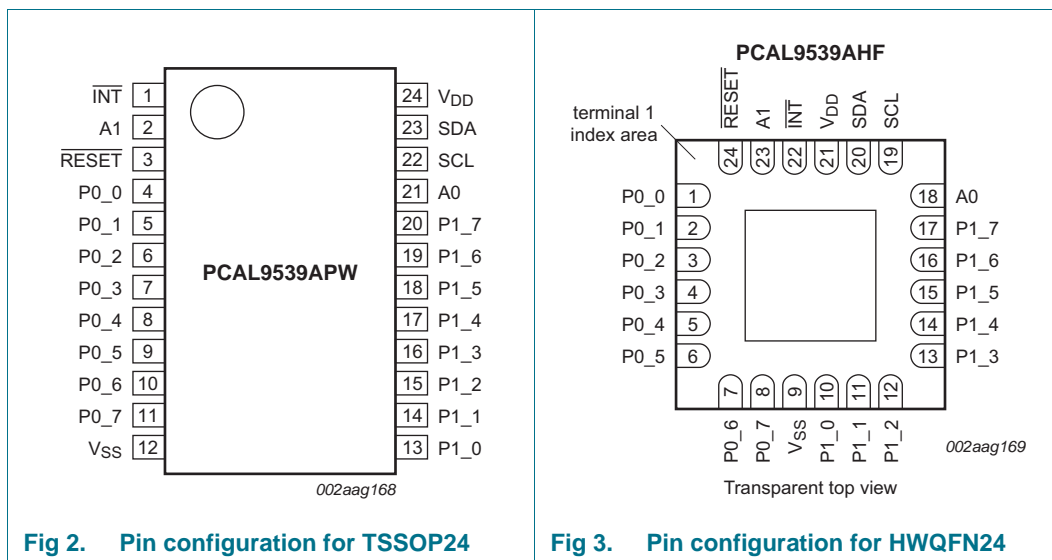 INT 1
A1 2
RESET 3
P0_0 4
P0_1 5
P0_2 6
P0_3 7
P0_4 8
P0_5 9
P0_6 10
P0_7 11
VSS 12
PCAL9539APW
24 VDD
23 SDA
22 SCL
21 A0
20 P1_7
19 P1_6
18 P1_5
17 P1_4
16 P1_3
15 P1_2
14 P1_1
13 P1_0
002aag168
Fig 2. Pin configuration for TSSOP24
PCAL9539AHF
terminal 1
index area
RESET A1 INT VDD SDA SCL
24 23 22 21 20 19
P0_0 1
P0_1 2
P0_2 3
P0_3 4
P0_4 5
P0_5 6
18 A0
17 P1_7
16 P1_6
15 P1_5
14 P1_4
13 P1_3
7 8 9 10 11 12
P0_6 P0_7 VSS P1_0 P1_1 P1_2
002aag169
Transparent top view
Fig 3. Pin configuration for HWQFN24